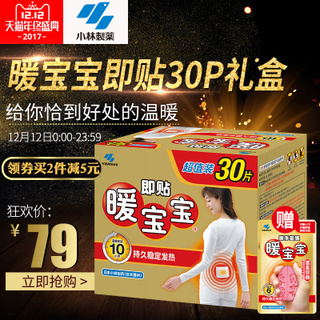 12.12
天猫年终盛典
2017
小林製薬
暖宝宝即贴30P礼盒
给你恰到好处的温暖
12月12日0:00-23:59
领券买2件减5元
狂欢价:
¥79
立即抢购>
超值装30片
即贴
暖宝宝
10
持久稳定发热
赠
暖宝宝
6